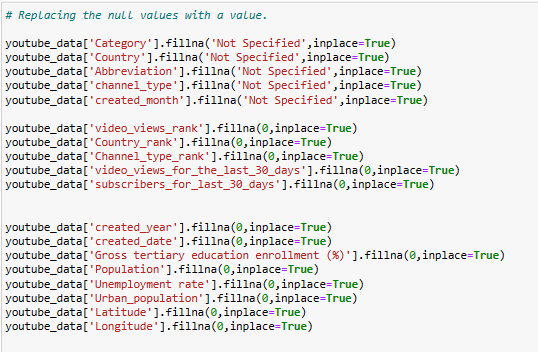 # Replacing the null values with a value.
youtube_data['Category'].fillna('Not Specified',inplace=True)
youtube_data['Country'].fillna('Not Specified',inplace=True)
youtube_data['Abbreviation'].fillna('Not Specified',inplace=True)
youtube_data['channel_type'].fillna('Not Specified',inplace=True)
youtube_data['created_month'].fillna('Not Specified',inplace=True)
youtube_data['video_views_rank'].fillna(0,inplace=True)
youtube_data['Country_rank'].fillna(0,inplace=True)
youtube_data['Channel_type_rank'].fillna(0,inplace=True)
youtube_data['video_views_for_the_last_30_days'].fillna(0,inplace=True)
youtube_data['subscribers_for_last_30_days'].fillna(0,inplace=True)
youtube_data['created_year'].fillna(0,inplace=True)
youtube_data['created_date'].fillna(0,inplace=True)
youtube_data['Gross tertiary education enrollment (%)'].fillna(0,inplace=True)
youtube_data['Population'].fillna(0,inplace=True)
youtube_data['Unemployment rate'].fillna(0,inplace=True)
youtube_data['Urban_population'].fillna(0,inplace=True)
youtube_data['Latitude'].fillna(0,inplace=True)
youtube_data['Longitude'].fillna(0,inplace=True)